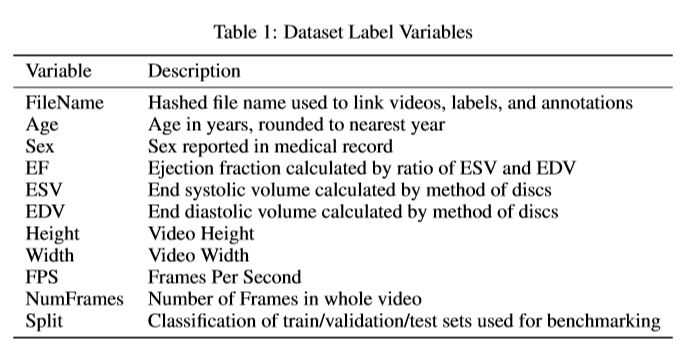 Table 1: Dataset Label Variables
Variable Description
FileName Hashed file name used to link videos, labels, and annotations
Age Age in years, rounded to nearest year
Sex Sex reported in medical record
EF Ejection fraction calculated by ratio of ESV and EDV
ESV End systolic volume calculated by method of discs
EDV End diastolic volume calculated by method of discs
Height Video Height
Width Video Width
FPS Frames Per Second
NumFrames Number of Frames in whole video
Split Classification of train/validation/test sets used for benchmarking